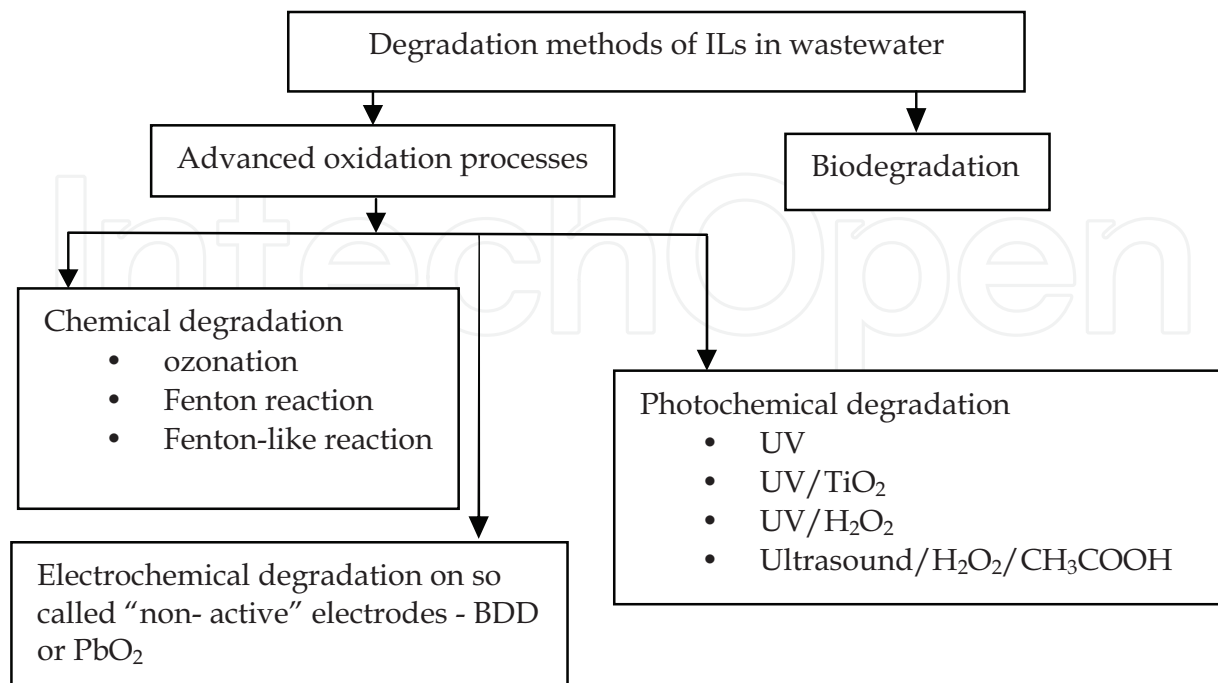 Degradation methods of ILs in wastewater
Advanced oxidation processes
Biodegradation
IntechOpen
Chemical degradation
• ozonation
• Fenton reaction
• Fenton-like reaction
Photochemical degradation
• UV
• UV/TiO₂
• UV/H₂O₂
• Ultrasound/H₂O₂/CH₃COOH
Electrochemical degradation on so
called “non- active” electrodes - BDD
or PbO₂